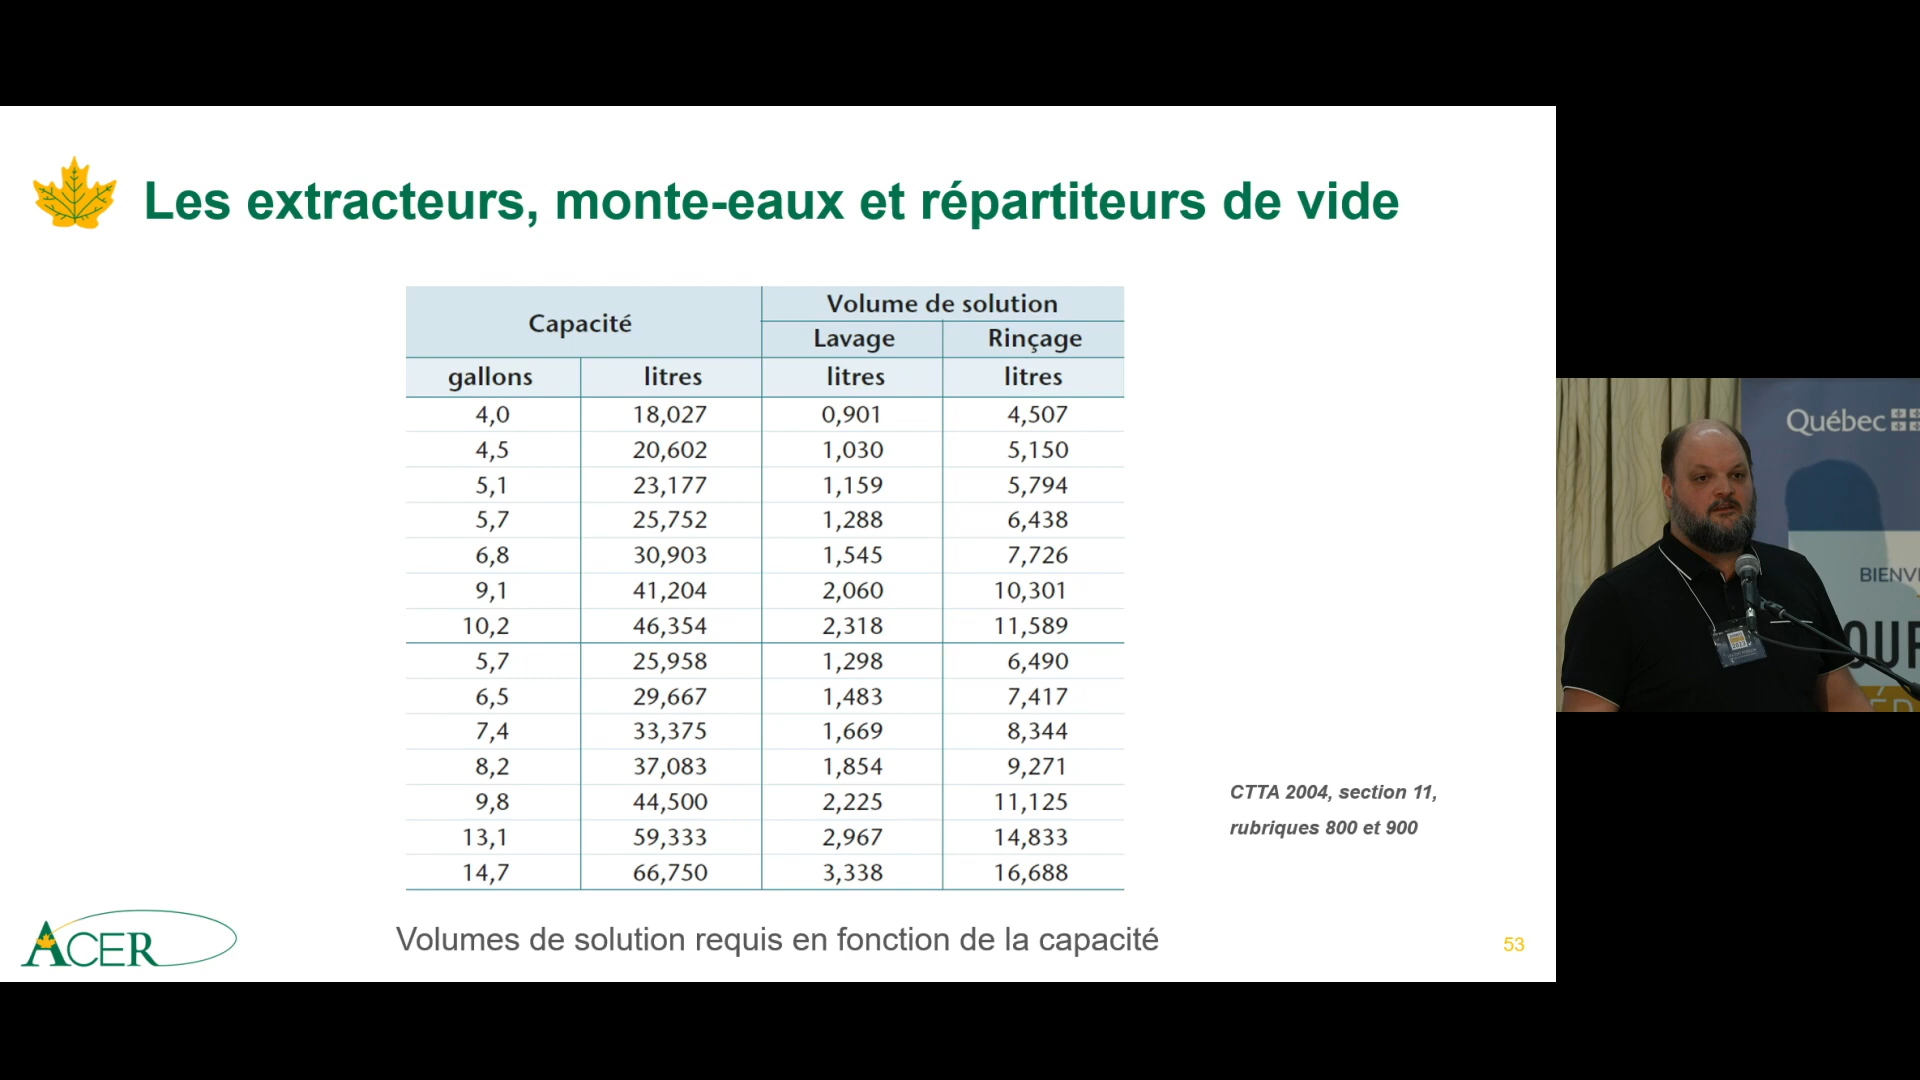 Les extracteurs, monte-eaux et répartiteurs de vide
Capacité Volume de solution
Lavage Rinçage
gallons litres litres litres
4,0 18,027 0,901 4,507
4,5 20,602 1,030 5,150
5,1 23,177 1,159 5,794
5,7 25,752 1,288 6,438
6,8 30,903 1,545 7,726
9,1 41,204 2,060 10,301
10,2 46,354 2,318 11,589
5,7 25,958 1,298 6,490
6,5 29,667 1,483 7,417
7,4 33,375 1,669 8,344
8,2 37,083 1,854 9,271
9,8 44,500 2,225 11,125
13,1 59,333 2,967 14,833
14,7 66,750 3,338 16,688
CTTA 2004, section 11,
rubriques 800 et 900
ACER
Volumes de solution requis en fonction de la capacité
53
Québec
BIENV
OUR